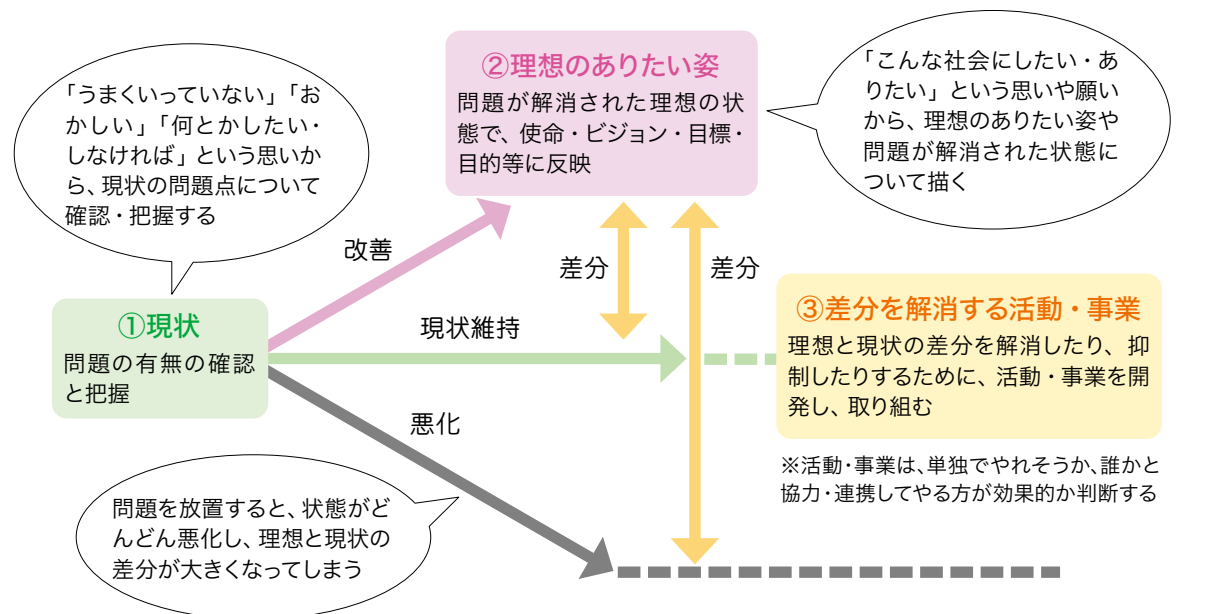 「うまくいっていない」「お
かしい」「何とかしたい・
しなければ」という思いか
ら、現状の問題点について
確認・把握する
②理想のありたい姿
問題が解消された理想の状
態で、使命・ビジョン・目標・
目的等に反映
「こんな社会にしたい・あ
りたい」という思いや願い
から、理想のありたい姿や
問題が解消された状態に
ついて描く
改善
差分
差分
①現状
問題の有無の確認
と把握
現状維持
③差分を解消する活動・事業
理想と現状の差分を解消したり、抑
制したりするために、活動・事業を開
発し、取り組む
悪化
※活動・事業は、単独でやれそうか、誰かと
協力・連携してやる方が効果的か判断する
問題を放置すると、状態がど
んどん悪化し、理想と現状の
差分が大きくなってしまう